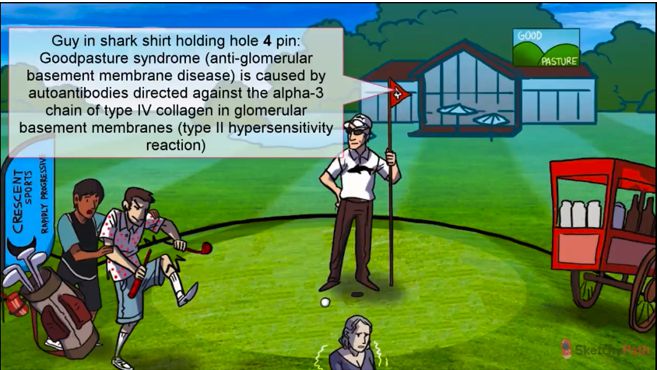 Guy in shark shirt holding hole 4 pin:
Goodpasture syndrome (anti-glomerular
basement membrane disease) is caused by
autoantibodies directed against the alpha-3
chain of type IV collagen in glomerular
basement membranes (type II hypersensitivity
reaction)
GOOD
PASTURE
CRESCENT
SPORTS
RAPIDLY PROGRESSIVE
SketchyPath